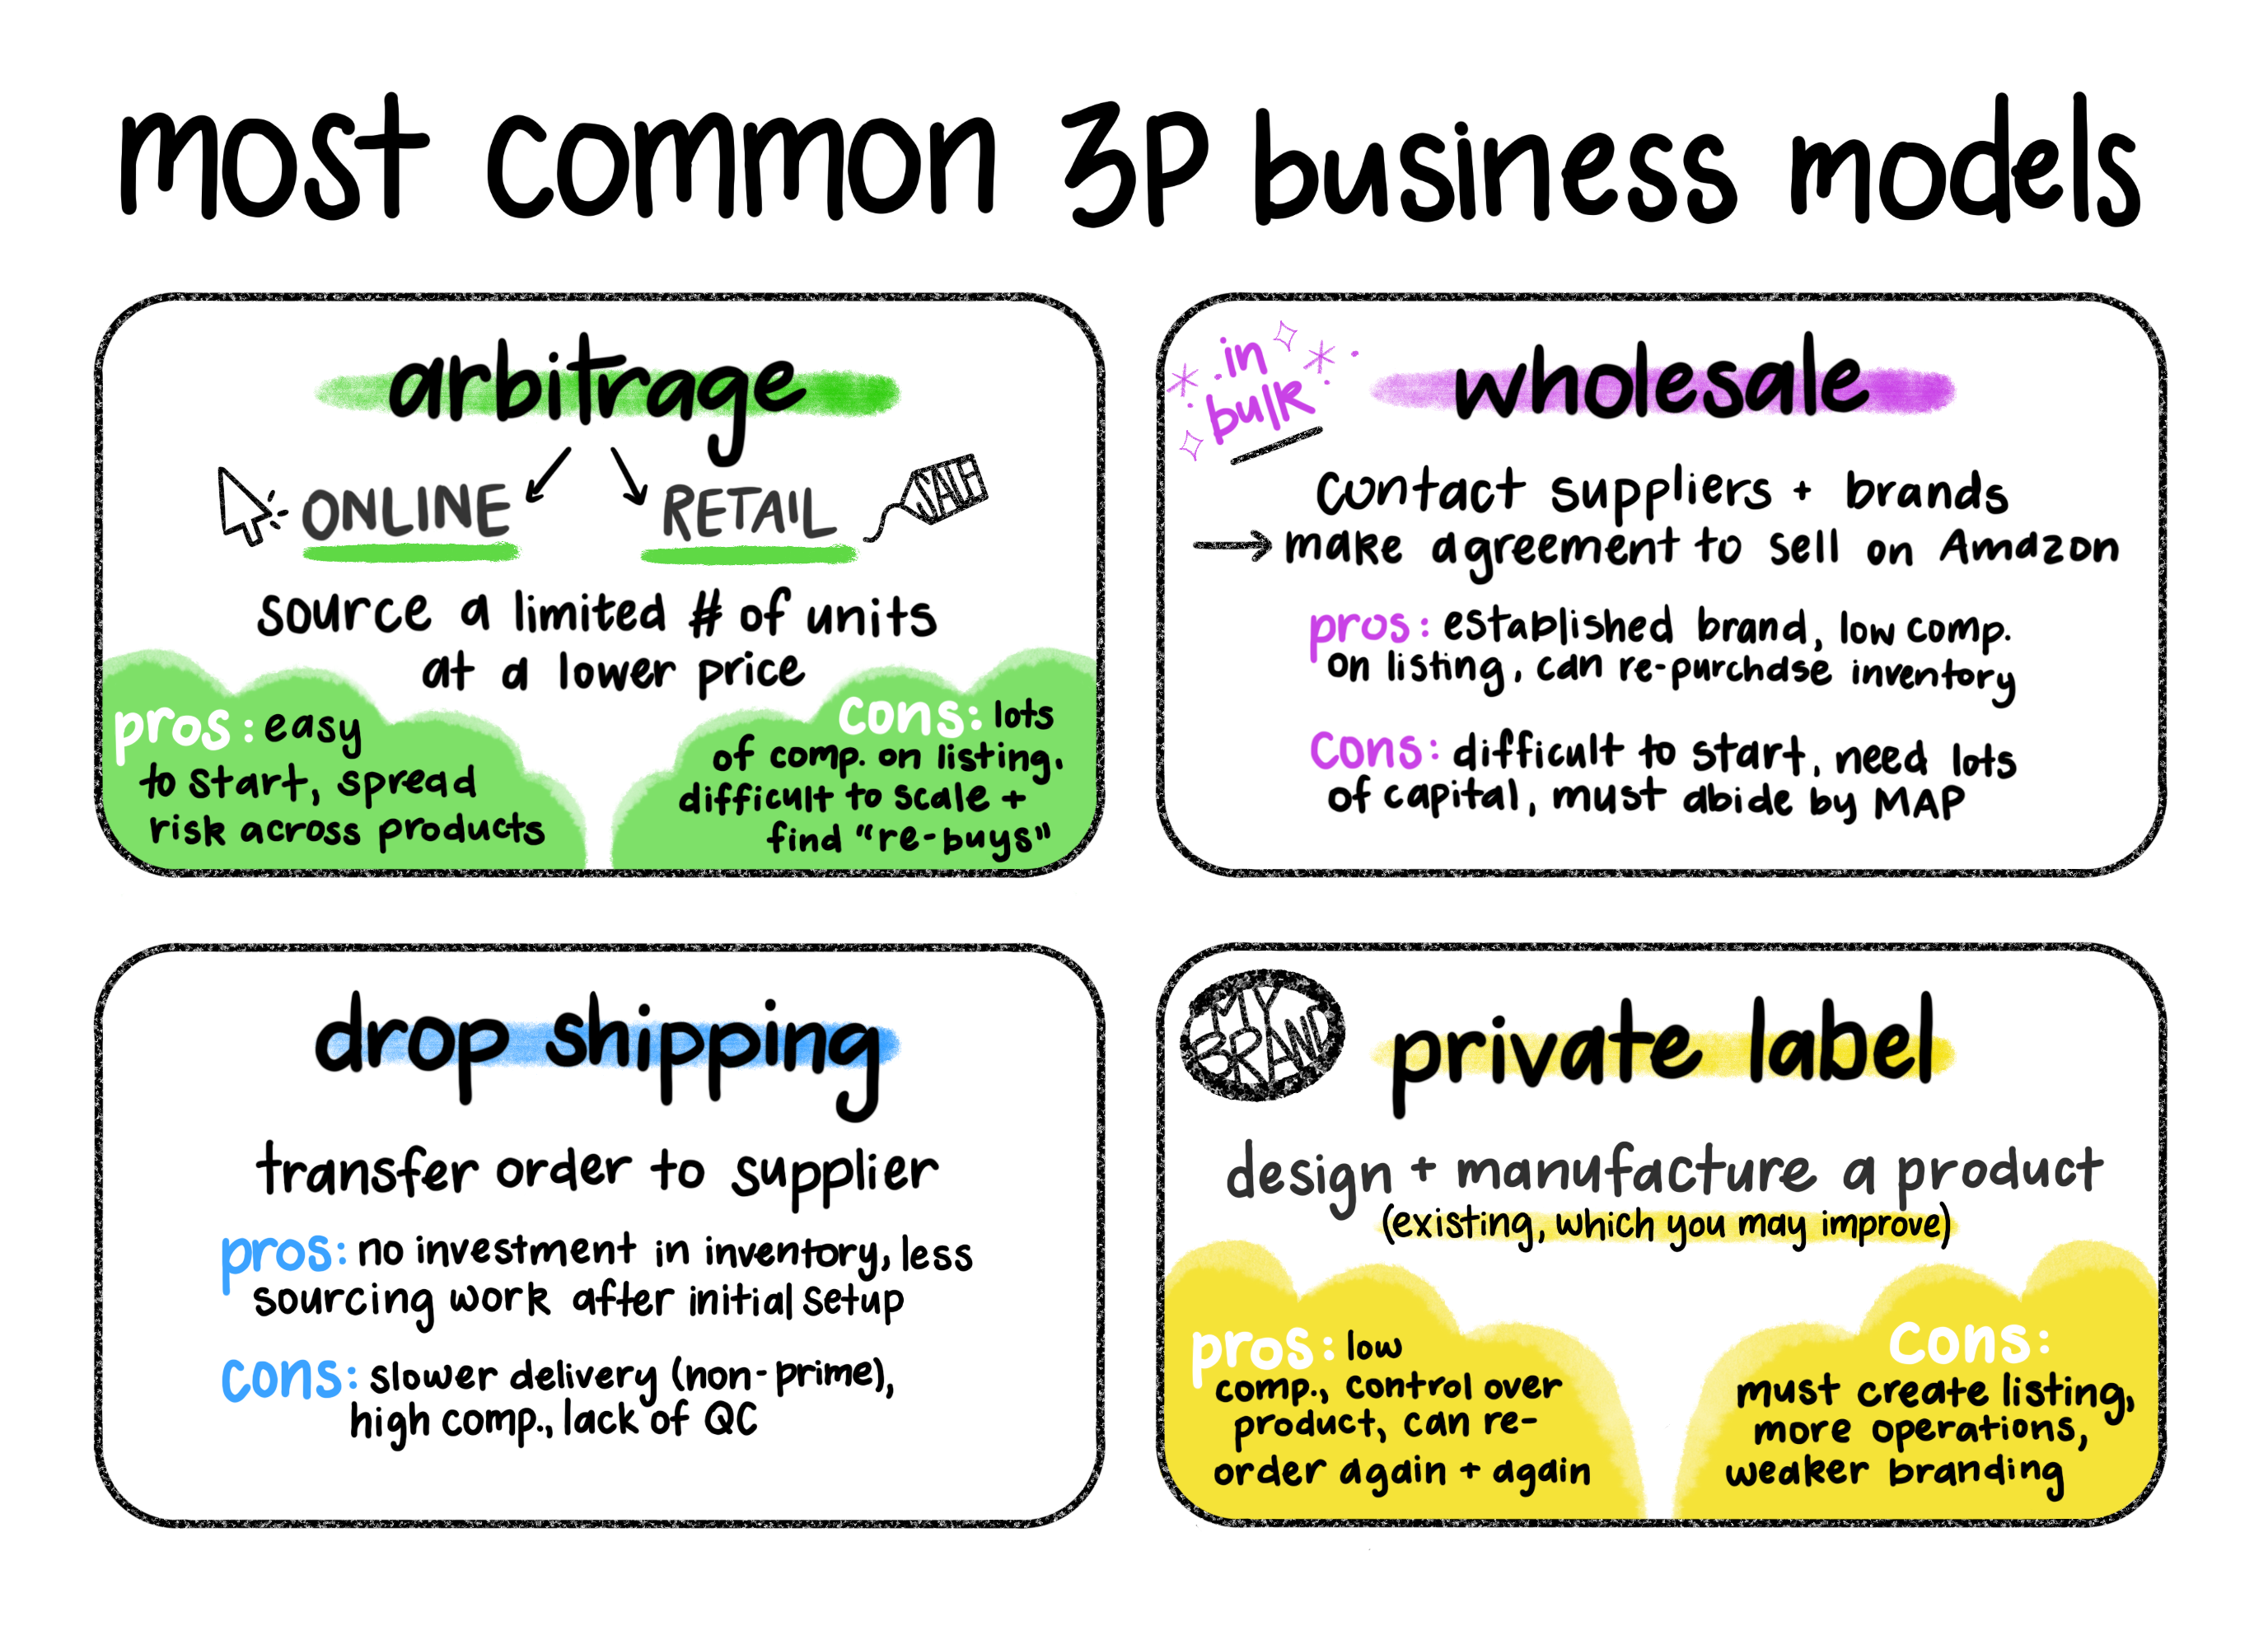 most common 3P business models
arbitrage
ONLINE
RETAIL
SALE
source a limited # of units
at a lower price
pros: easy
to start, spread
risk across products
cons: lots
of comp. on listing,
difficult to scale +
find "re-buys"
in
bulk
wholesale
contact suppliers + brands
→ make agreement to sell on Amazon
pros: established brand, low comp.
on listing, can re-purchase inventory
cons: difficult to start, need lots
of capital, must abide by MAP
drop shipping
transfer order to supplier
pros: no investment in inventory, less
sourcing work after initial setup
cons: slower delivery (non-prime),
high comp., lack of QC
MY
BRAND
private label
design + manufacture a product
(existing, which you may improve)
pros: low
comp., control over
product, can re-
order again + again
cons:
must create listing,
more operations,
weaker branding